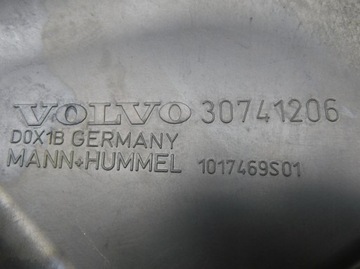 VOLVO 30741206
D0X1B GERMANY
MANN+HUMMEL 1017469S01